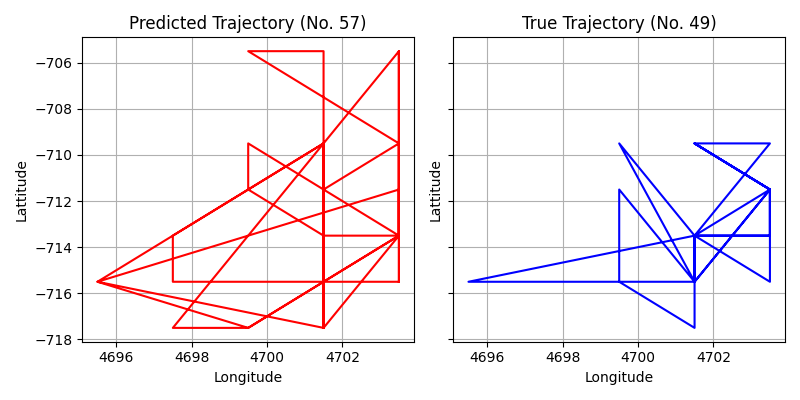 Predicted Trajectory (No. 57)
True Trajectory (No. 49)
−706
−708
−710
−712
−714
−716
−718
Lattitude
Lattitude
4696
4698
4700
4702
4696
4698
4700
4702
Longitude
Longitude